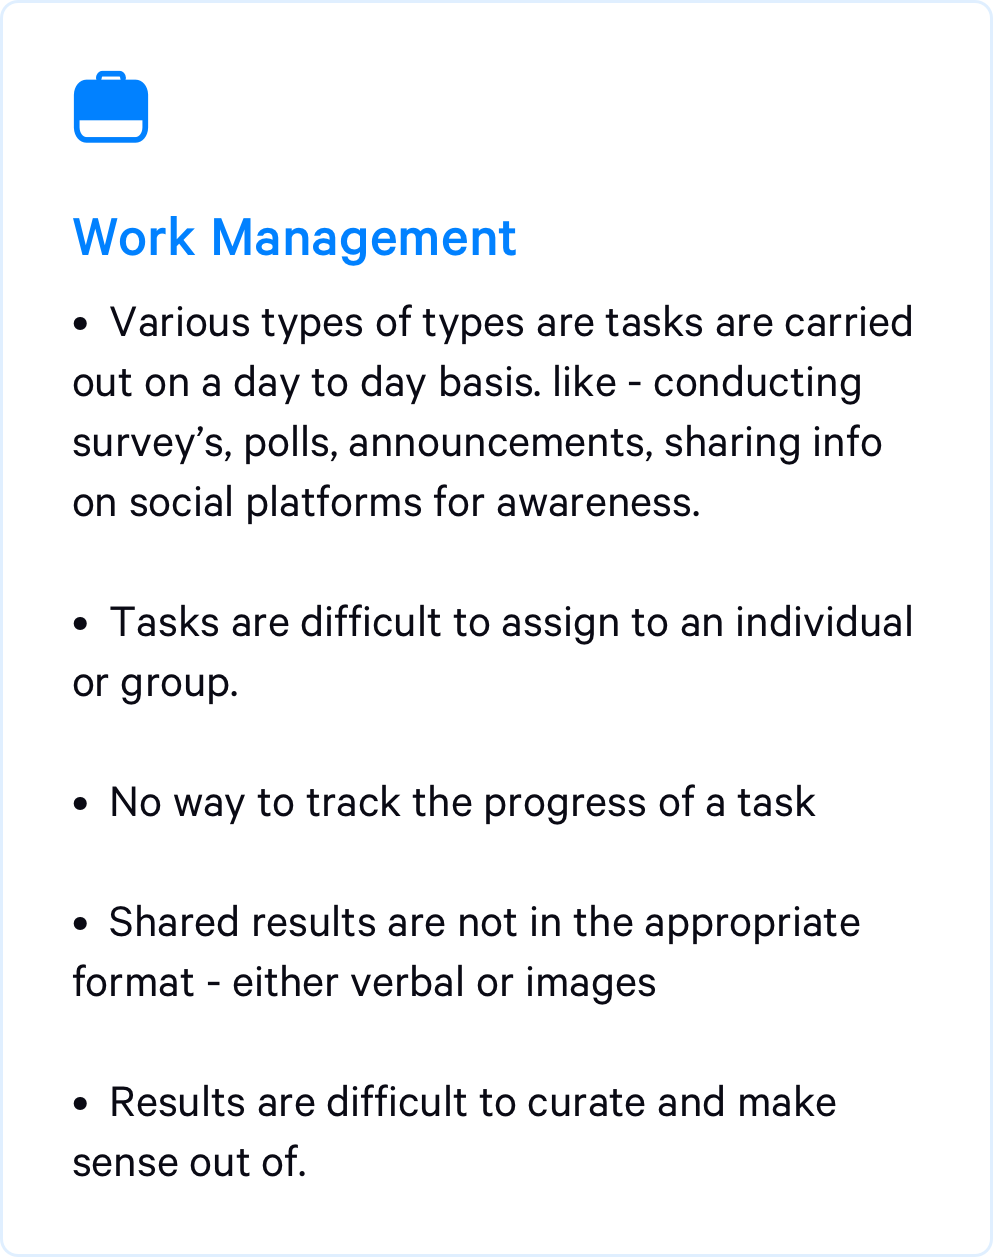 Work Management
• Various types of types are tasks are carried
out on a day to day basis. like - conducting
survey’s, polls, announcements, sharing info
on social platforms for awareness.
• Tasks are difficult to assign to an individual
or group.
• No way to track the progress of a task
• Shared results are not in the appropriate
format - either verbal or images
• Results are difficult to curate and make
sense out of.